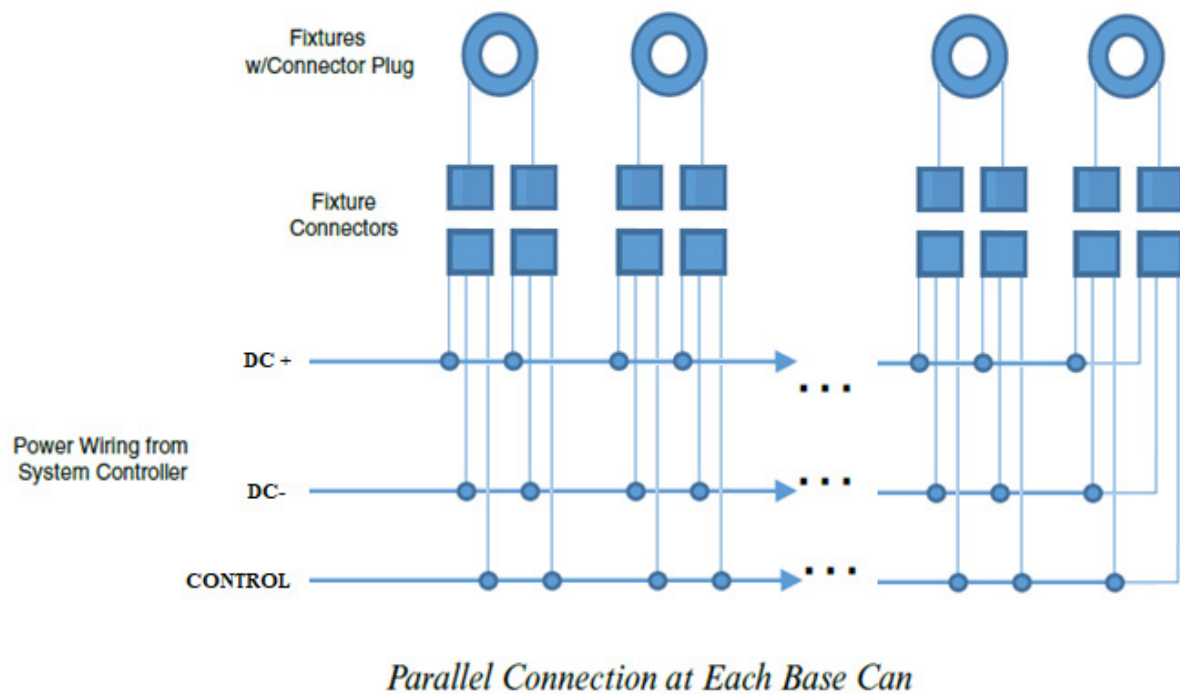 Fixtures
w/Connector Plug
Fixture
Connectors
DC +
...
Power Wiring from
System Controller
DC-
...
CONTROL
...
Parallel Connection at Each Base Can